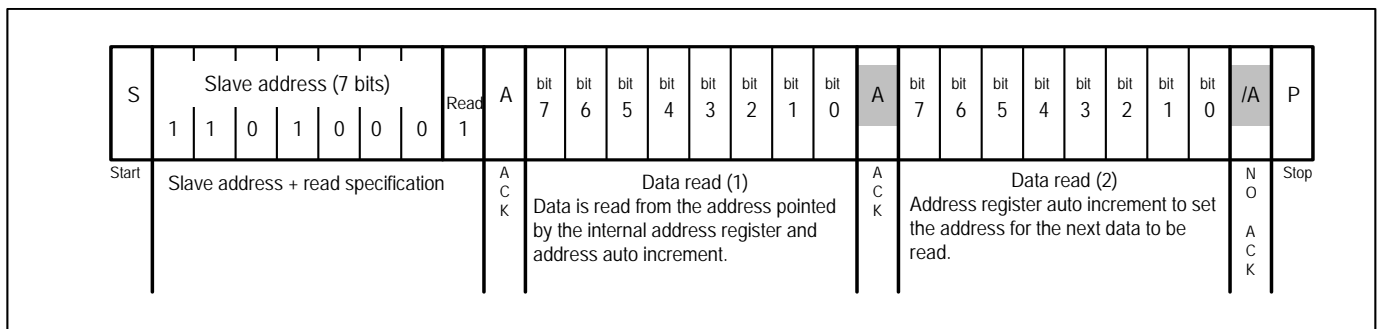 S Slave address (7 bits) Read A bit bit bit bit bit bit bit bit A bit bit bit bit bit bit bit bit /A P
1 1 0 1 0 0 0 1 7 6 5 4 3 2 1 0 7 6 5 4 3 2 1 0
Start Slave address + read specification ACK Data read (1) ACK Data read (2) NO ACK Stop
Data is read from the address pointed
by the internal address register and
address auto increment.
Address register auto increment to set
the address for the next data to be
read.